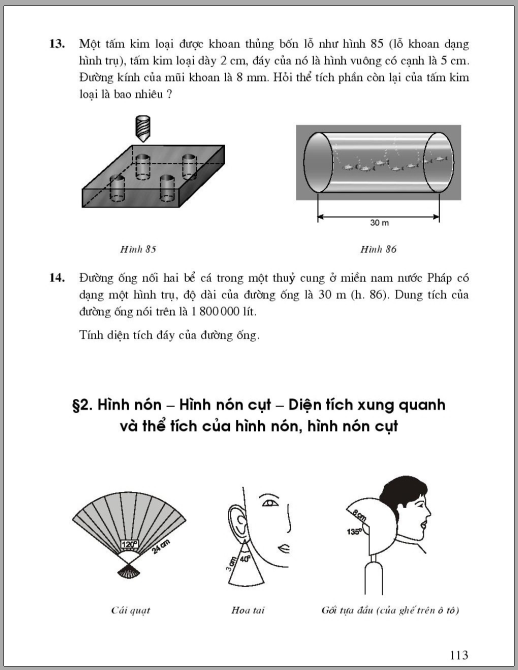 13. Một tấm kim loại được khoan thủng bốn lỗ như hình 85 (lỗ khoan dạng
hình trụ), tấm kim loại dày 2 cm, đáy của nó là hình vuông có cạnh là 5 cm.
Đường kính của mũi khoan là 8 mm. Hỏi thể tích phần còn lại của tấm kim
loại là bao nhiêu ?
30 m
Hình 85
Hình 86
14. Đường ống nối hai bể cá trong một thuỷ cung ở miền nam nước Pháp có
dạng một hình trụ, độ dài của đường ống là 30 m (h. 86). Dung tích của
đường ống nói trên là 1 800 000 lít.
Tính diện tích đáy của đường ống.
§2. Hình nón – Hình nón cụt – Diện tích xung quanh
và thể tích của hình nón, hình nón cụt
120°
24 cm
3 cm
40°
8 cm
135°
Cái quạt
Hoa tai
Gối tựa đầu (của ghế trên ô tô)
113